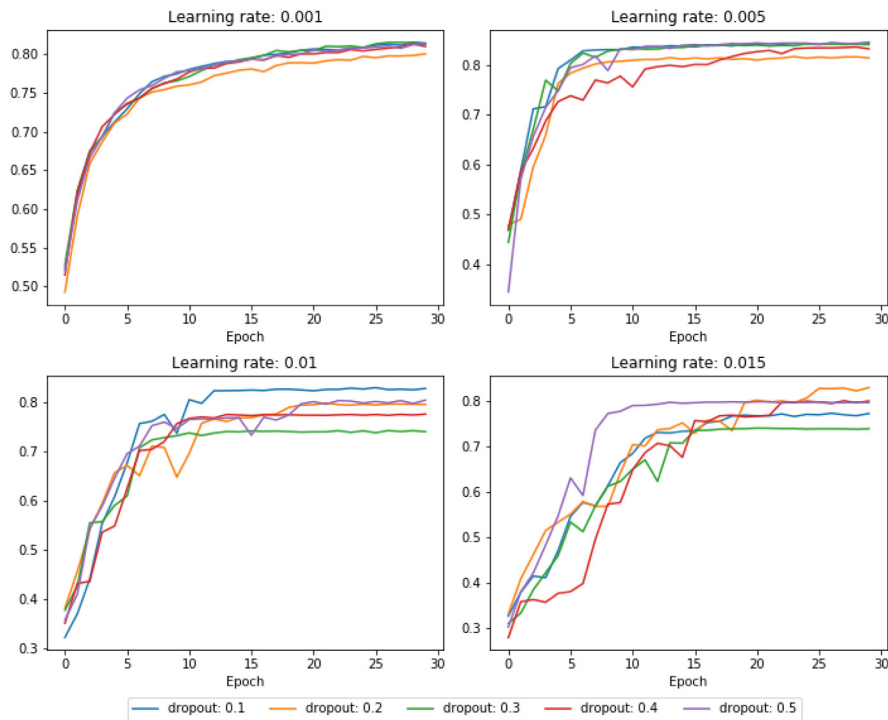 Learning rate: 0.001
0.80
0.75
0.70
0.65
0.60
0.55
0.50
0 5 10 15 20 25 30
Epoch
Learning rate: 0.005
0.8
0.7
0.6
0.5
0.4
0 5 10 15 20 25 30
Epoch
Learning rate: 0.01
0.8
0.7
0.6
0.5
0.4
0.3
0 5 10 15 20 25 30
Epoch
Learning rate: 0.015
0.8
0.7
0.6
0.5
0.4
0.3
0 5 10 15 20 25 30
Epoch
dropout: 0.1 dropout: 0.2 dropout: 0.3 dropout: 0.4 dropout: 0.5